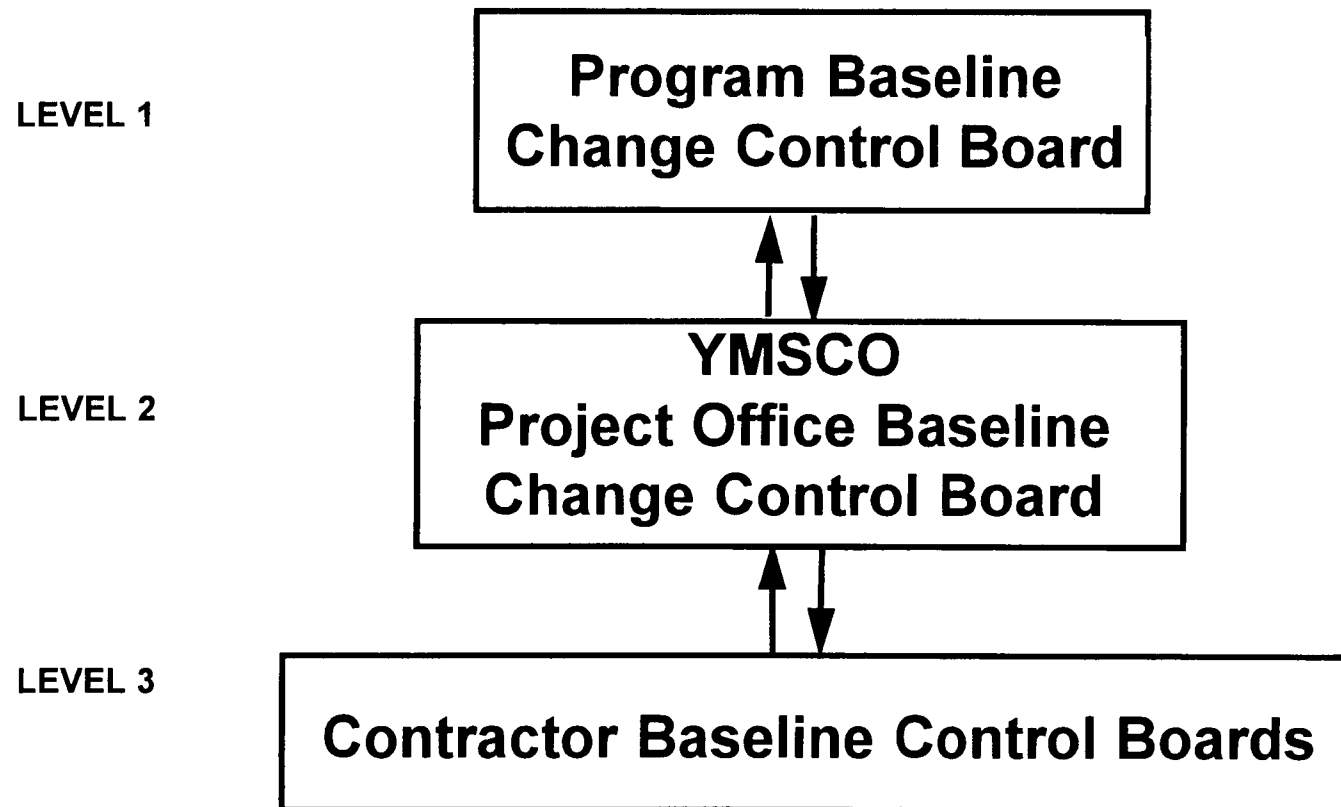 LEVEL 1
Program Baseline
Change Control Board
LEVEL 2
YMSCO
Project Office Baseline
Change Control Board
LEVEL 3
Contractor Baseline Control Boards